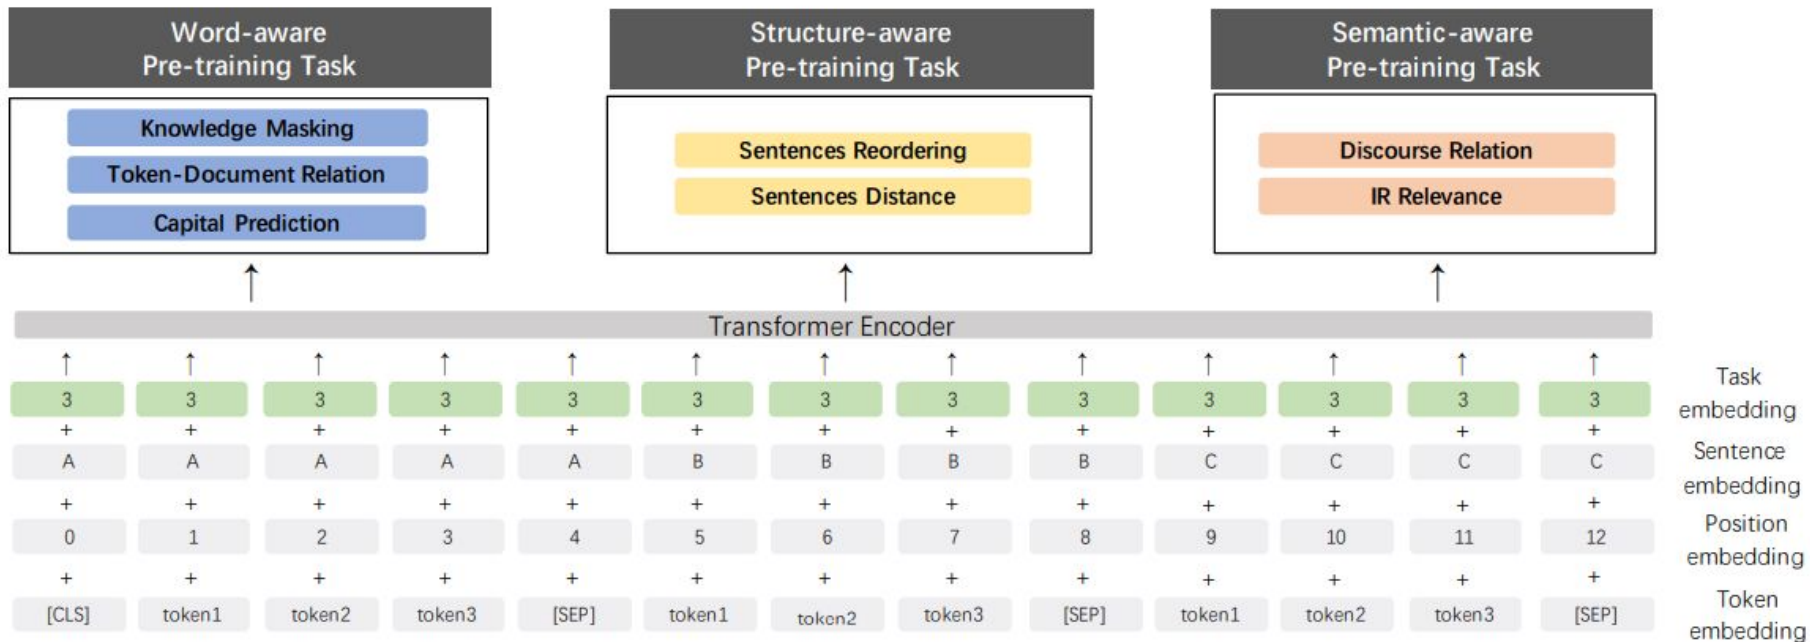 Word-aware
Pre-training Task
Structure-aware
Pre-training Task
Semantic-aware
Pre-training Task
Knowledge Masking
Token-Document Relation
Capital Prediction
Sentences Reordering
Sentences Distance
Discourse Relation
IR Relevance
Transformer Encoder
3 3 3 3 3 3 3 3 3 3 3 3 3
Task
embedding
+ + + + + + + + + + + + +
A A A A A B B B B C C C C
Sentence
embedding
+ + + + + + + + + + + + +
0 1 2 3 4 5 6 7 8 9 10 11 12
Position
embedding
+ + + + + + + + + + + + +
[CLS] token1 token2 token3 [SEP] token1 token2 token3 [SEP] token1 token2 token3 [SEP]
Token
embedding